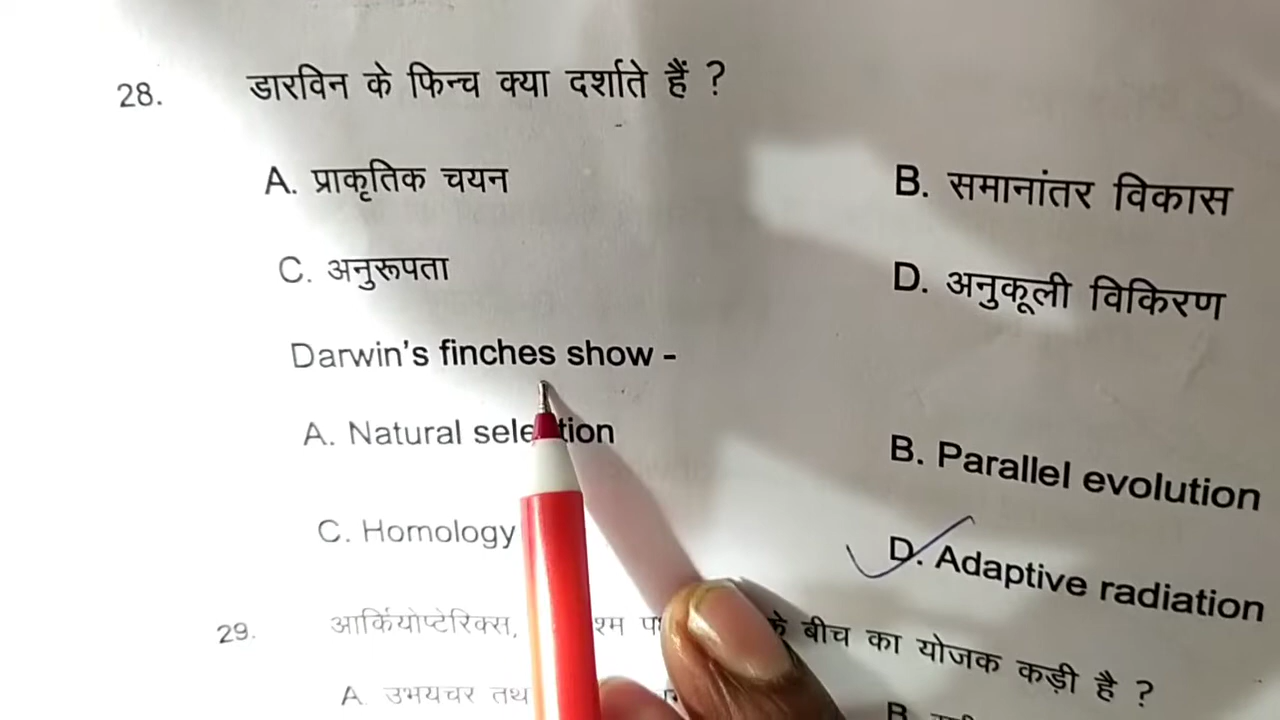 28. डारविन के फिन्च क्या दर्शाते हैं ?
A. प्राकृतिक चयन B. समानांतर विकास
C. अनुरूपता D. अनुकूली विकिरण
Darwin's finches show -
A. Natural selection B. Parallel evolution
C. Homology D. Adaptive radiation
29. आर्कियोप्टेरिक्स, के बीच का योजक कड़ी है ?
A. उभयचर B.